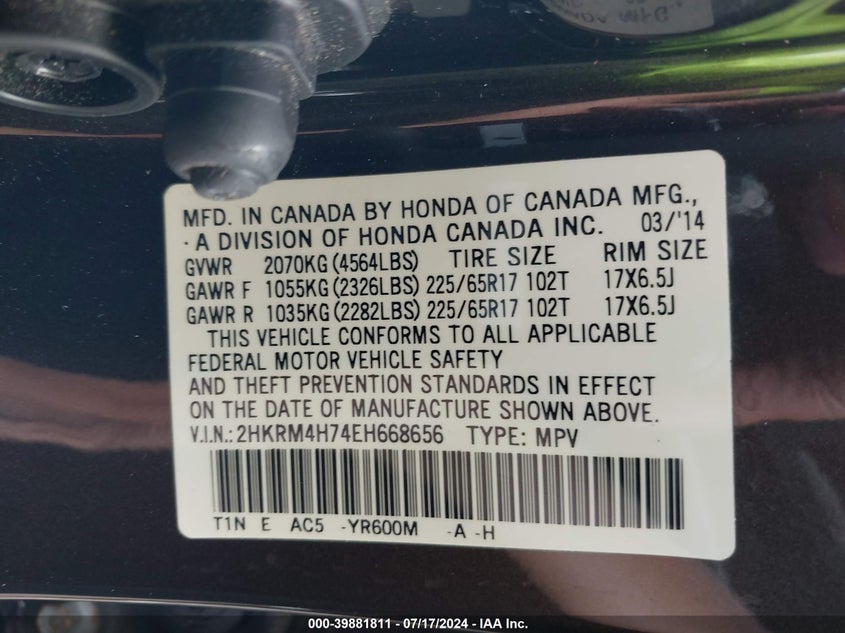 MFD. IN CANADA BY HONDA OF CANADA MFG.,
- A DIVISION OF HONDA CANADA INC. 03/'14
GVWR 2070KG (4564LBS) TIRE SIZE RIM SIZE
GAWR F 1055KG (2326LBS) 225/65R17 102T 17X6.5J
GAWR R 1035KG (2282LBS) 225/65R17 102T 17X6.5J
THIS VEHICLE CONFORMS TO ALL APPLICABLE
FEDERAL MOTOR VEHICLE SAFETY
AND THEFT PREVENTION STANDARDS IN EFFECT
ON THE DATE OF MANUFACTURE SHOWN ABOVE.
V.I.N.: 2HKRM4H74EH668656 TYPE: MPV
T1N E AC5 -YR600M -A -H
000-39881811 - 07/17/2024 - IAA Inc.